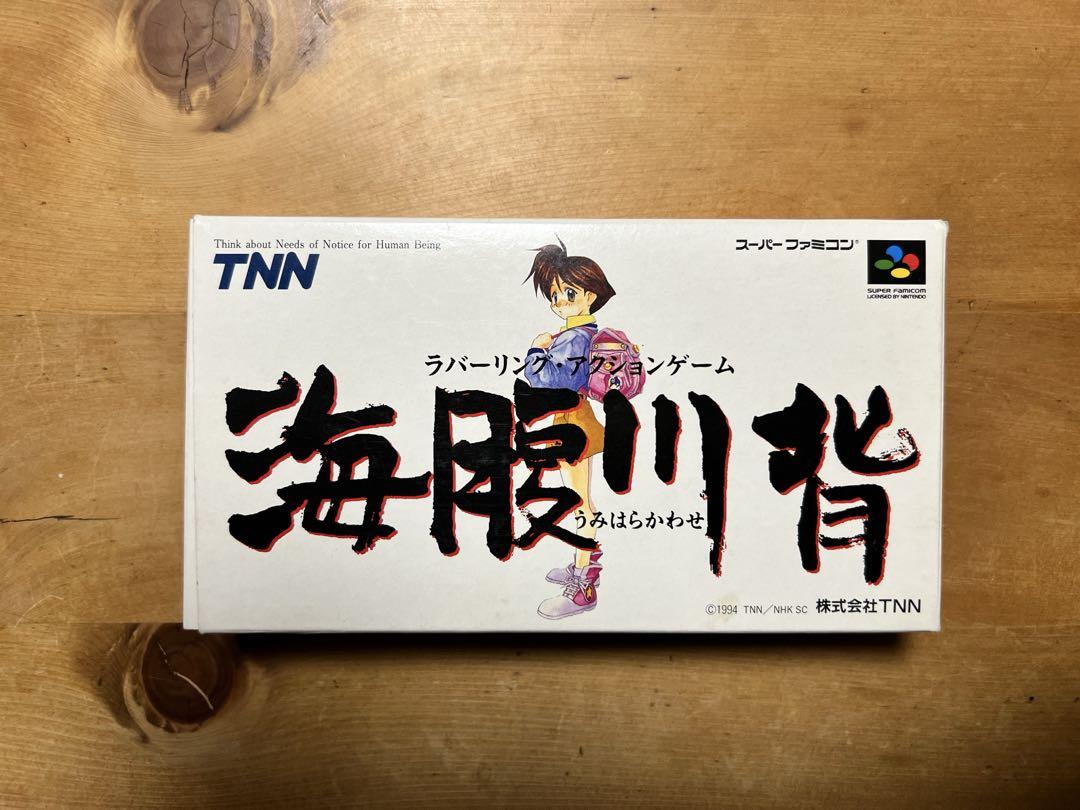 Think about Needs of Notice for Human Being
TNN
スーパーファミコン®
SUPER FAMICOM
LICENSED BY NINTENDO
ラバーリング・アクションゲーム
海腹川背
うみはらかわせ
©1994 TNN/NHK SC 株式会社TNN